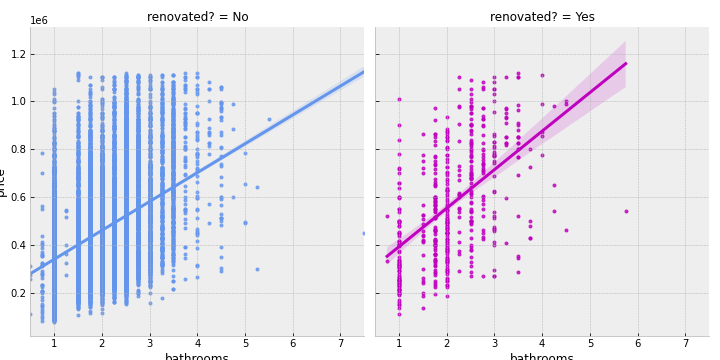 renovated? = No
renovated? = Yes
1e6
1.2
1.0
0.8
0.6
0.4
0.2
price
1 2 3 4 5 6 7
1 2 3 4 5 6 7
bathrooms
bathrooms